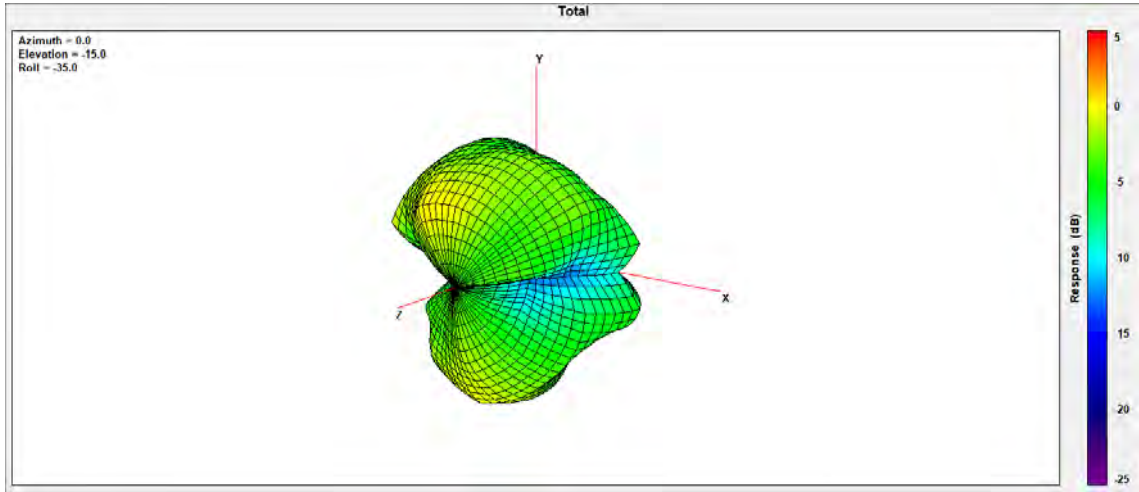 Total
Azimuth = 0.0
Elevation = -15.0
Roll = -35.0
Y
X
Z
5
0
5
10
15
-20
-25
Response (dB)